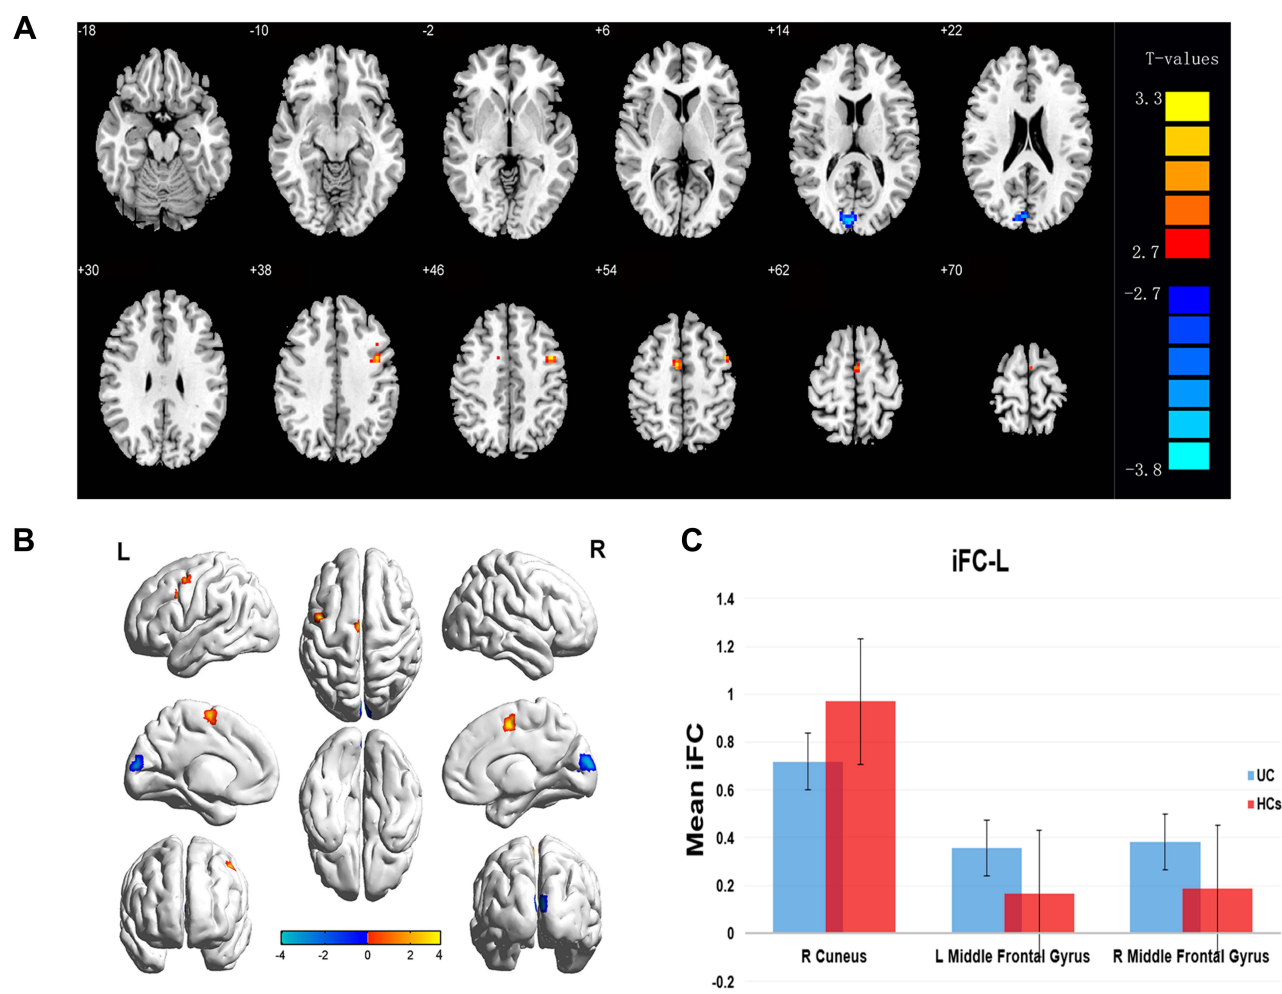 A
-18 -10 -2 +6 +14 +22
T-values
3.3
2.7
-2.7
-3.8
+30 +38 +46 +54 +62 +70
B
L R
-4 -2 0 2 4
C
iFC-L
Mean iFC
1.4
1.2
1
0.8
0.6
0.4
0.2
0
-0.2
UC
HCs
R Cuneus L Middle Frontal Gyrus R Middle Frontal Gyrus